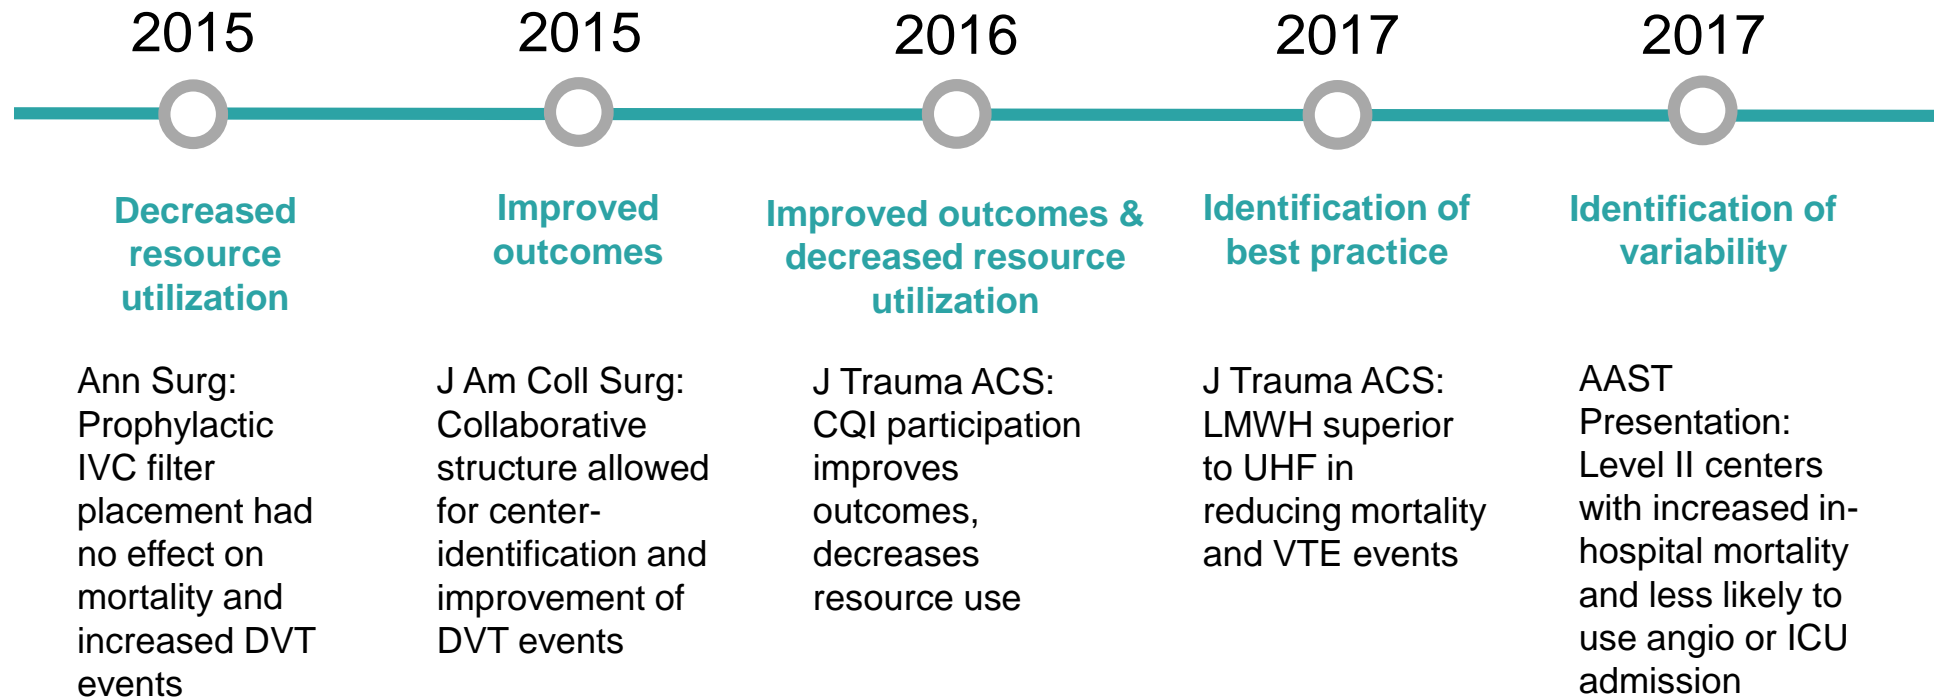 2015
2015
2016
2017
2017
Decreased
resource
utilization
Improved
outcomes
Improved outcomes &
decreased resource
utilization
Identification of
best practice
Identification of
variability
Ann Surg:
Prophylactic
IVC filter
placement had
no effect on
mortality and
increased DVT
events
J Am Coll Surg:
Collaborative
structure allowed
for center-
identification and
improvement of
DVT events
J Trauma ACS:
CQI participation
improves
outcomes,
decreases
resource use
J Trauma ACS:
LMWH superior
to UHF in
reducing mortality
and VTE events
AAST
Presentation:
Level II centers
with increased in-
hospital mortality
and less likely to
use angio or ICU
admission